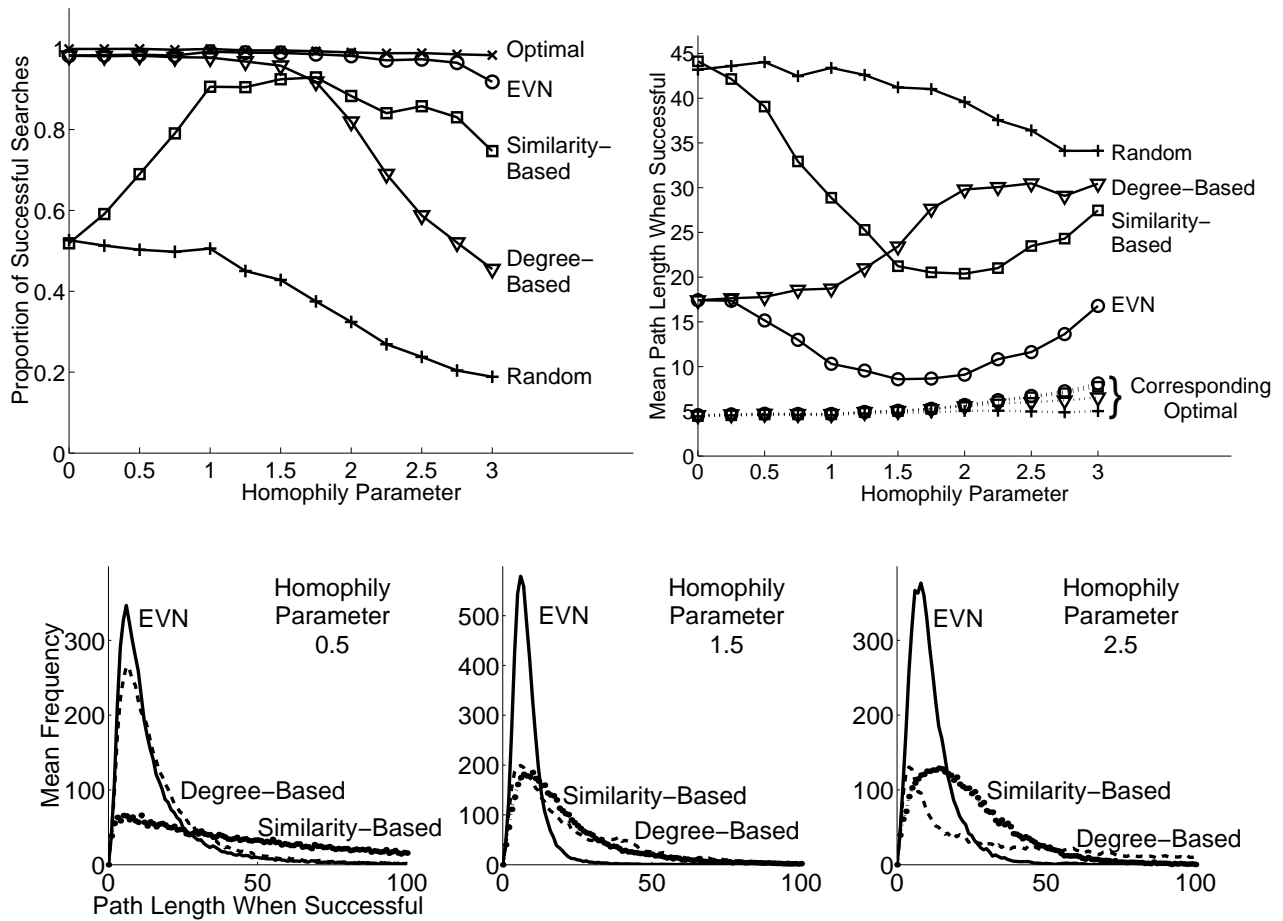 Proportion of Successful Searches
1
0.8
0.6
0.4
0.2
0
0 0.5 1 1.5 2 2.5 3
Homophily Parameter
Optimal
EVN
Similarity−
Based
Degree−
Based
Random
Mean Path Length When Successful
45
40
35
30
25
20
15
10
5
0
0 0.5 1 1.5 2 2.5 3
Homophily Parameter
Random
Degree−Based
Similarity−
Based
EVN
Corresponding
Optimal
Mean Frequency
300
200
100
0
0 50 100
Path Length When Successful
EVN
Homophily
Parameter
0.5
Degree−Based
Similarity−Based
500
400
300
200
100
0
0 50 100
EVN
Homophily
Parameter
1.5
Similarity−Based
Degree−Based
300
200
100
0
0 50 100
EVN
Homophily
Parameter
2.5
Similarity−Based
Degree−Based